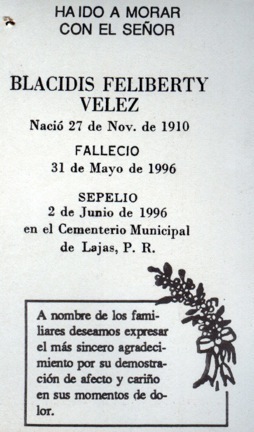 HA IDO A MORAR
CON EL SEÑOR
BLACIDIS FELIBERTY
VELEZ
Nació 27 de Nov. de 1910
FALLECIO
31 de Mayo de 1996
SEPELIO
2 de Junio de 1996
en el Cementerio Municipal
de Lajas, P. R.
A nombre de los fami-
liares deseamos expresar
el más sincero agradeci-
miento por su demostra-
ción de afecto y cariño
en sus momentos de do-
lor.